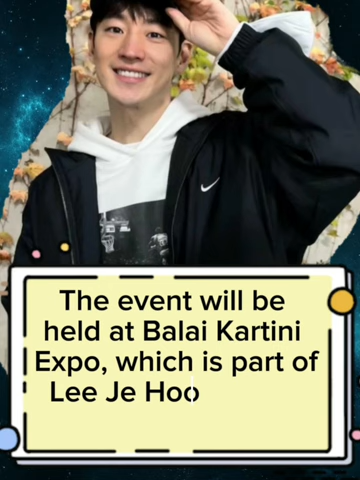 The event will be
held at Balai Kartini
Expo, which is part of
Lee Je Hoo